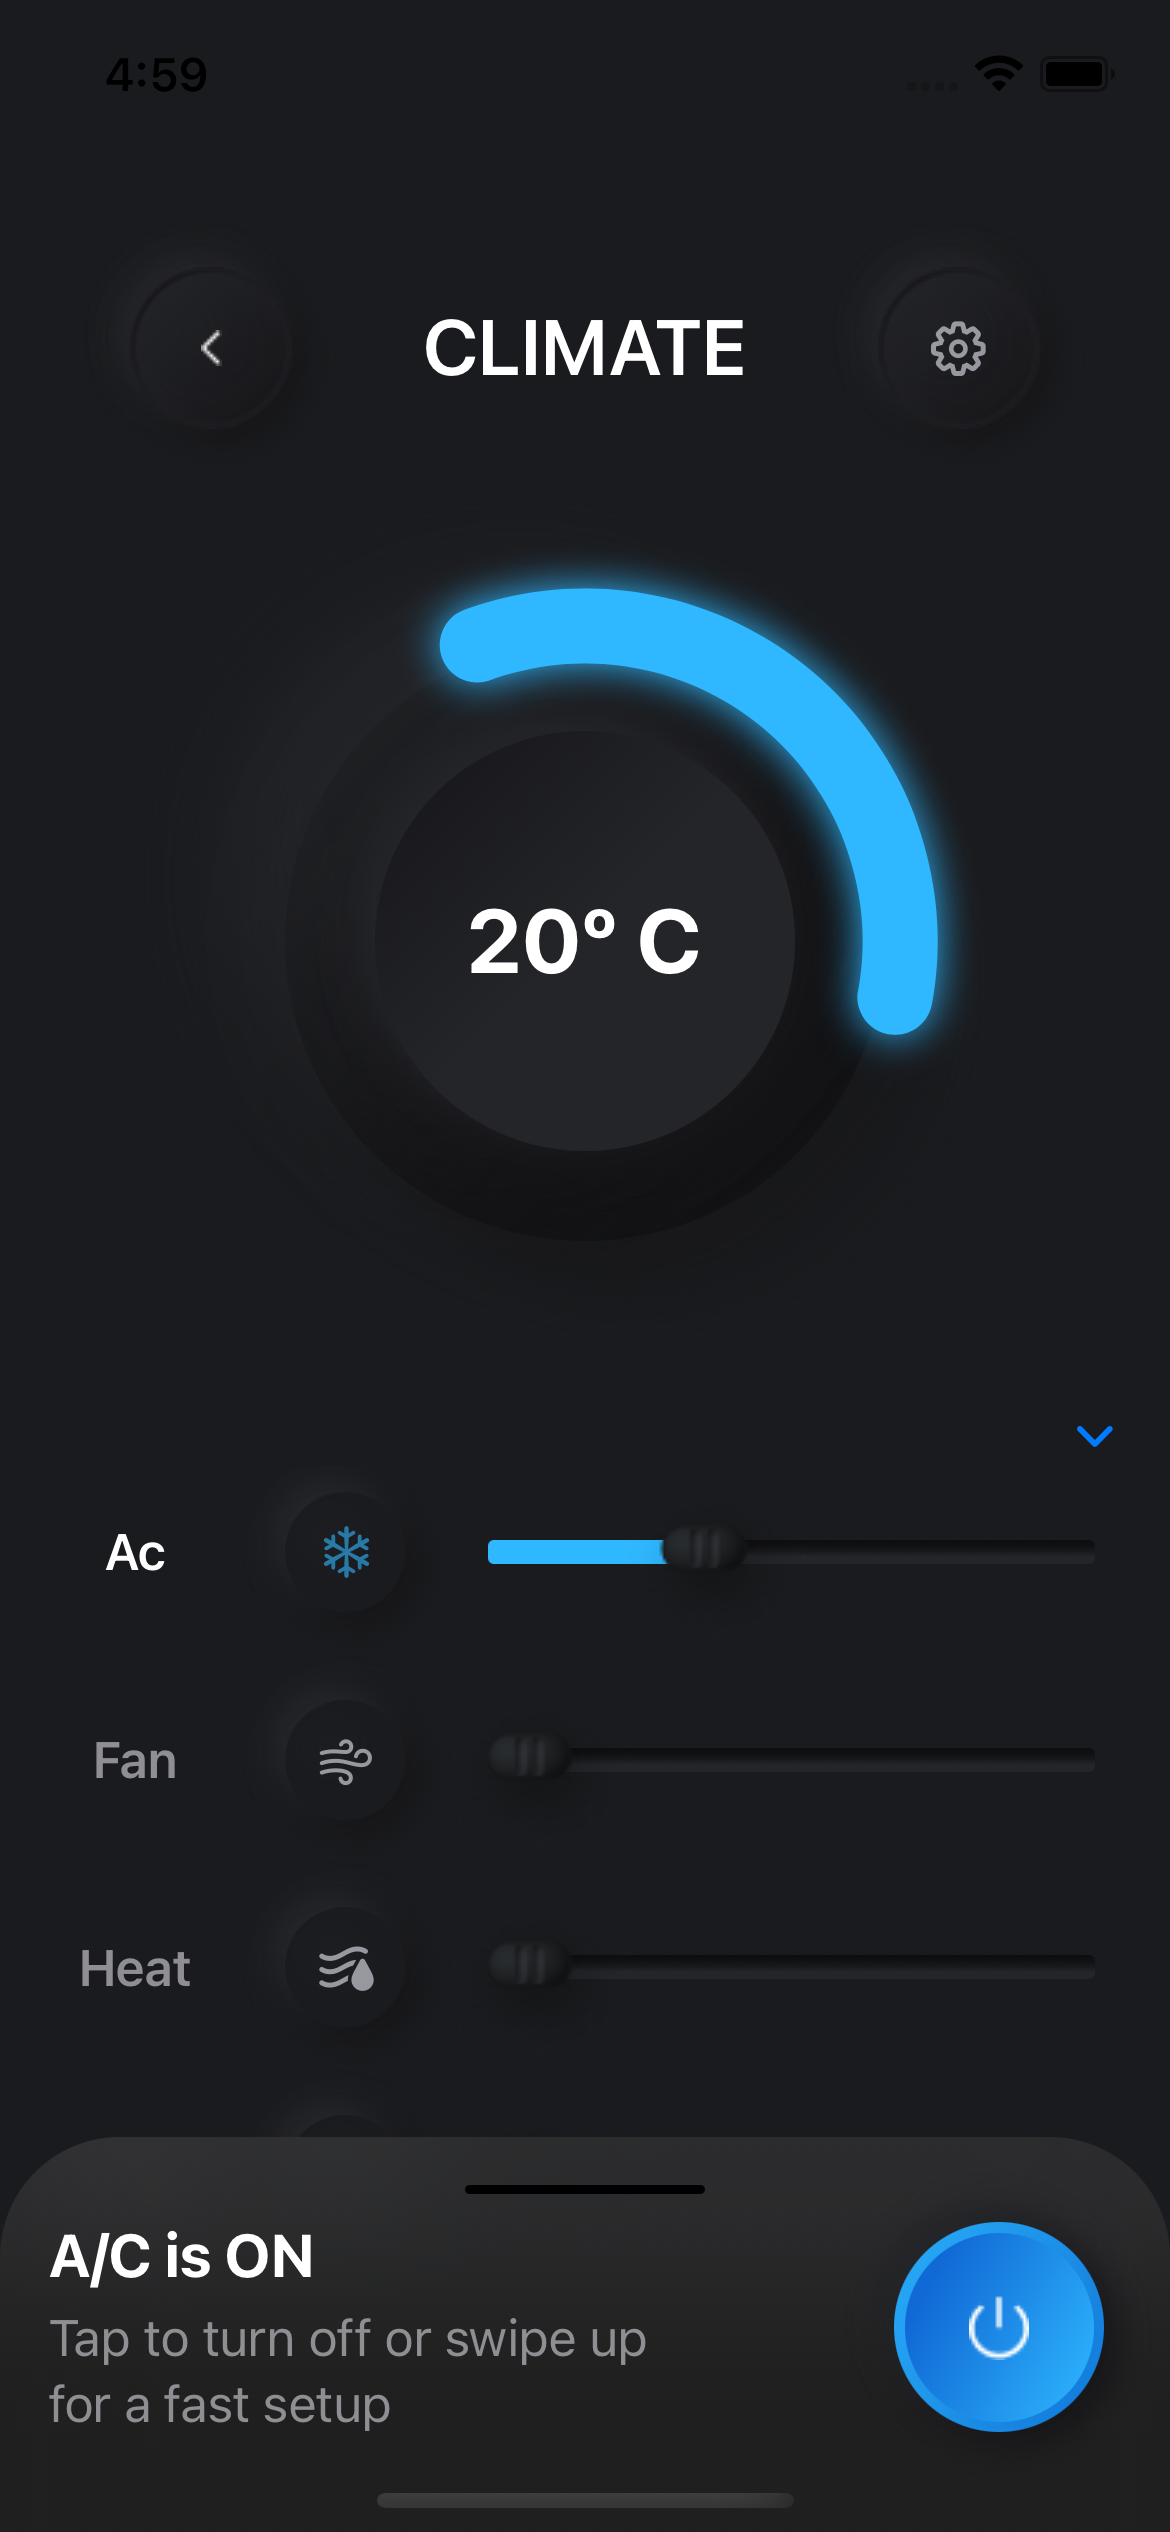 4:59
CLIMATE
20° C
Ac
Fan
Heat
A/C is ON
Tap to turn off or swipe up
for a fast setup